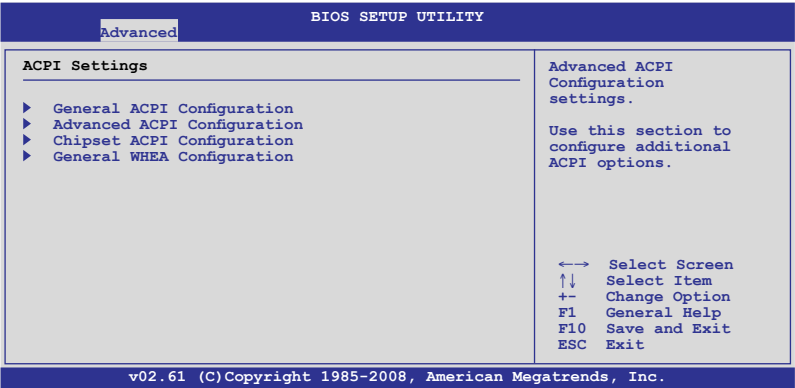 BIOS SETUP UTILITY
Advanced
ACPI Settings
General ACPI Configuration
Advanced ACPI Configuration
Chipset ACPI Configuration
General WHEA Configuration
Advanced ACPI
Configuration
settings.
Use this section to
configure additional
ACPI options.
←→ Select Screen
↑↓ Select Item
+- Change Option
F1 General Help
F10 Save and Exit
ESC Exit
v02.61 (C)Copyright 1985-2008, American Megatrends, Inc.